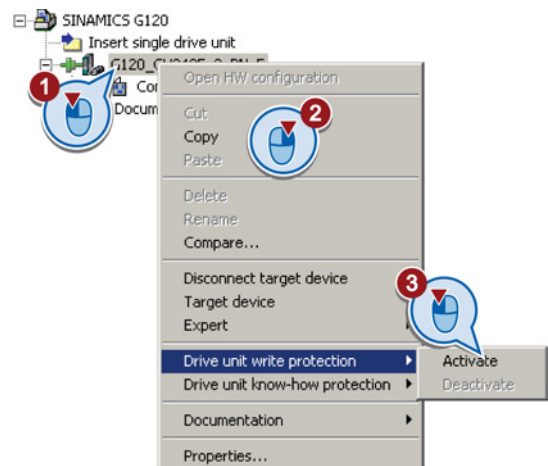 SINAMICS G120
Insert single drive unit
1
Docum
Open HW configuration
Cut
2
Copy
Paste
Delete
Rename
Compare...
Disconnect target device
3
Target device
Expert
Drive unit write protection
Activate
Drive unit know-how protection
Deactivate
Documentation
Properties...